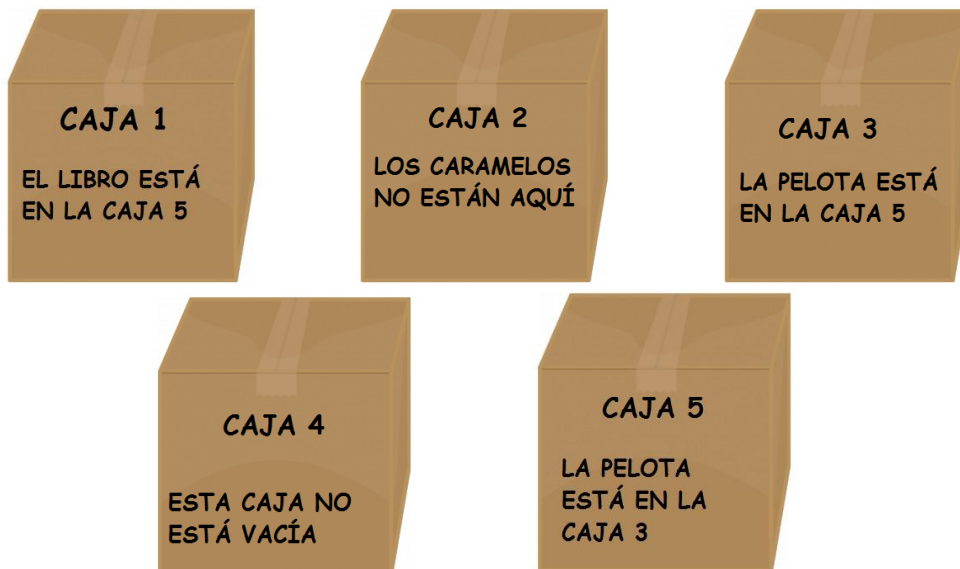 CAJA 1
EL LIBRO ESTÁ
EN LA CAJA 5
CAJA 2
LOS CARAMELOS
NO ESTÁN AQUÍ
CAJA 3
LA PELOTA ESTÁ
EN LA CAJA 5
CAJA 4
ESTA CAJA NO
ESTÁ VACÍA
CAJA 5
LA PELOTA
ESTÁ EN LA
CAJA 3